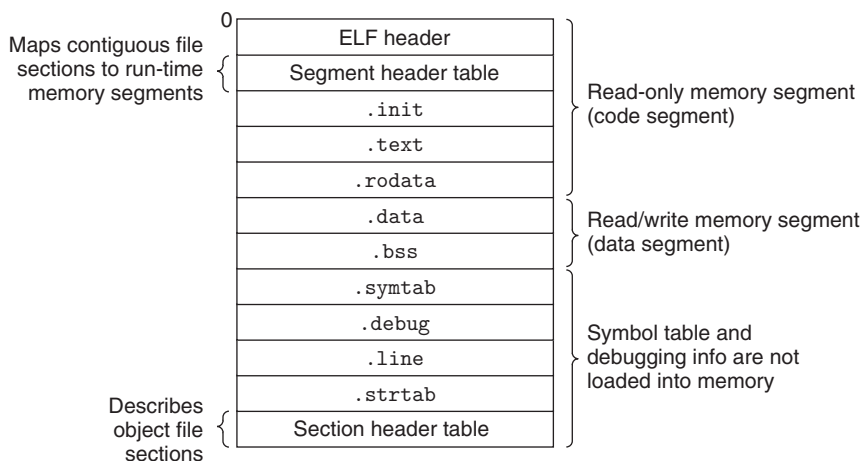 0
ELF header
Maps contiguous file
sections to run-time
memory segments
Segment header table
.init
.text
.rodata
Read-only memory segment
(code segment)
.data
.bss
Read/write memory segment
(data segment)
.symtab
.debug
.line
.strtab
Symbol table and
debugging info are not
loaded into memory
Describes
object file
sections
Section header table